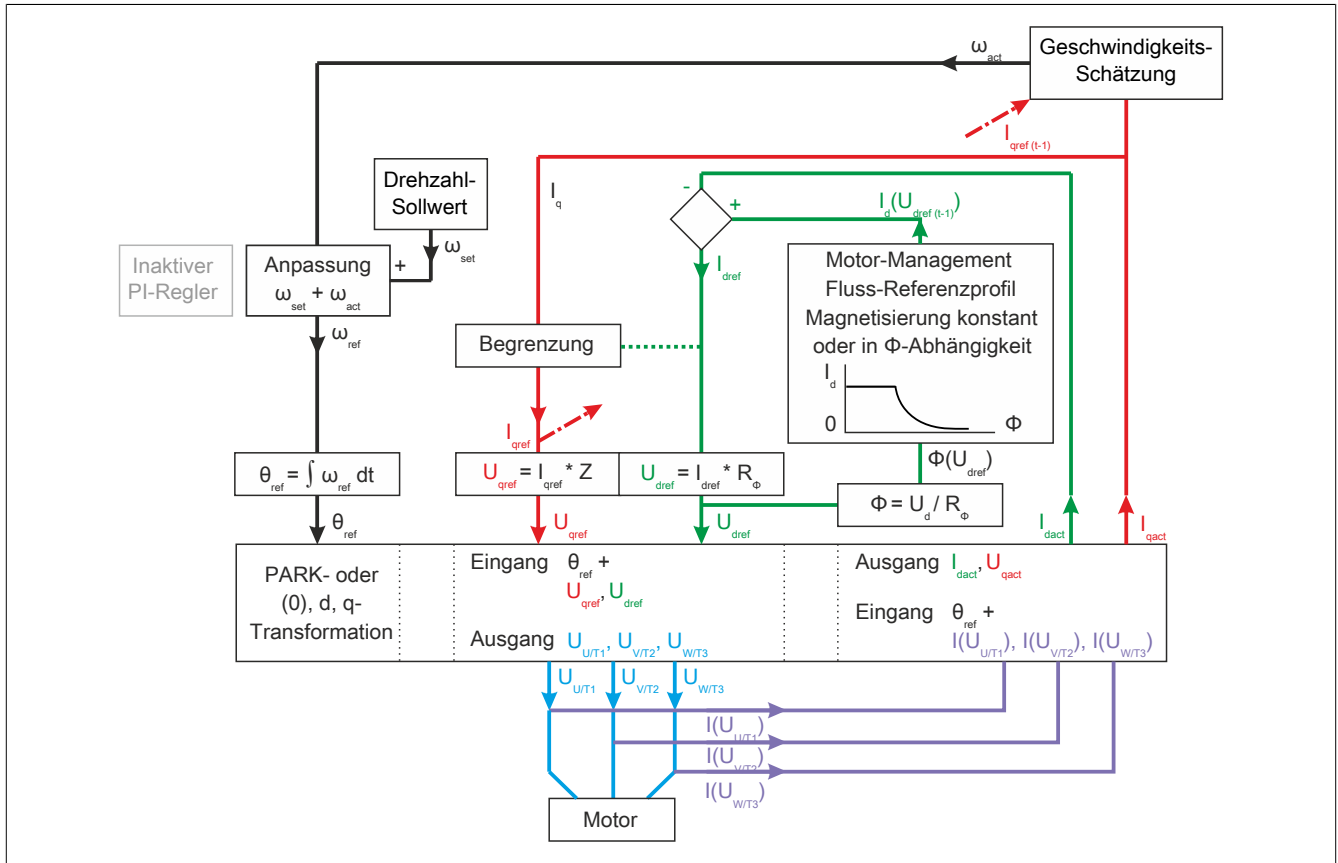 ω_act
Geschwindigkeits-
Schätzung
I_qref (t-1)
Drehzahl-
Sollwert
I_q
-
+
I_d(U_dref (t-1))
ω_set
Inaktiver
PI-Regler
Anpassung
ω_set + ω_act
+
I_dref
Motor-Management
Fluss-Referenzprofil
Magnetisierung konstant
oder in Φ-Abhängigkeit
ω_ref
Begrenzung
I_d
0
Φ
I_qref
Φ(U_dref)
θ_ref = ∫ ω_ref dt
U_qref = I_qref * Z
U_dref = I_dref * R_Φ
Φ = U_d / R_Φ
θ_ref
U_qref
U_dref
I_dact
I_qact
PARK- oder
(0), d, q-
Transformation
Eingang θ_ref +
U_qref, U_dref
Ausgang U_U/T1, U_V/T2, U_W/T3
Ausgang I_dact, U_qact
Eingang θ_ref +
I(U_U/T1), I(U_V/T2), I(U_W/T3)
U_U/T1
U_V/T2
U_W/T3
I(U_U/T1)
I(U_V/T2)
I(U_W/T3)
Motor